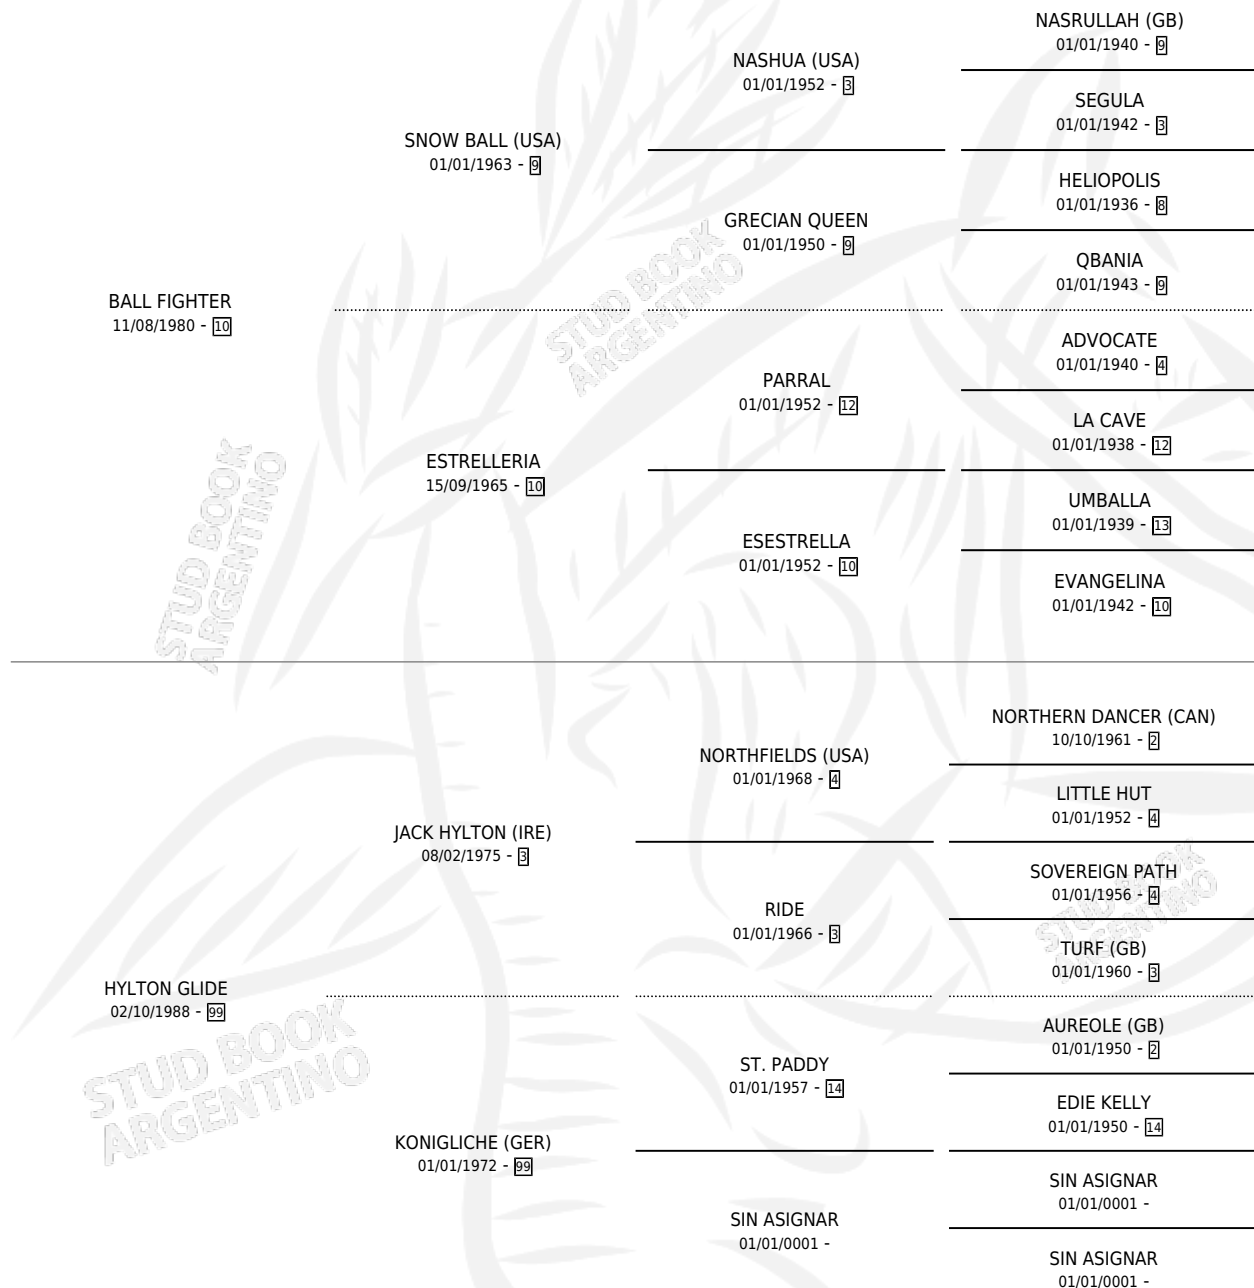 NASRULLAH (GB)
01/01/1940 - 9
NASHUA (USA)
01/01/1952 - 3
SEGULA
01/01/1942 - 3
SNOW BALL (USA)
01/01/1963 - 9
HELIOPOLIS
01/01/1936 - 8
GRECIAN QUEEN
01/01/1950 - 9
QBANIA
01/01/1943 - 9
STUD BOOK
ARGENTINO
BALL FIGHTER
11/08/1980 - 10
ADVOCATE
01/01/1940 - 4
PARRAL
01/01/1952 - 12
LA CAVE
01/01/1938 - 12
ESTRELLERIA
15/09/1965 - 10
UMBALLA
01/01/1939 - 13
ESESTRELLA
01/01/1952 - 10
EVANGELINA
01/01/1942 - 10
STUD BOOK
ARGENTINO
NORTHERN DANCER (CAN)
10/10/1961 - 2
NORTHFIELDS (USA)
01/01/1968 - 4
LITTLE HUT
01/01/1952 - 4
JACK HYLTON (IRE)
08/02/1975 - 3
SOVEREIGN PATH
01/01/1956 - 4
RIDE
01/01/1966 - 3
TURF (GB)
01/01/1960 - 3
STUD BOOK
ARGENTINO
HYLTON GLIDE
02/10/1988 - 99
AUREOLE (GB)
01/01/1950 - 2
ST. PADDY
01/01/1957 - 14
EDIE KELLY
01/01/1950 - 14
STUD BOOK
ARGENTINO
KONIGLICHE (GER)
01/01/1972 - 99
SIN ASIGNAR
01/01/0001 -
SIN ASIGNAR
01/01/0001 -
SIN ASIGNAR
01/01/0001 -